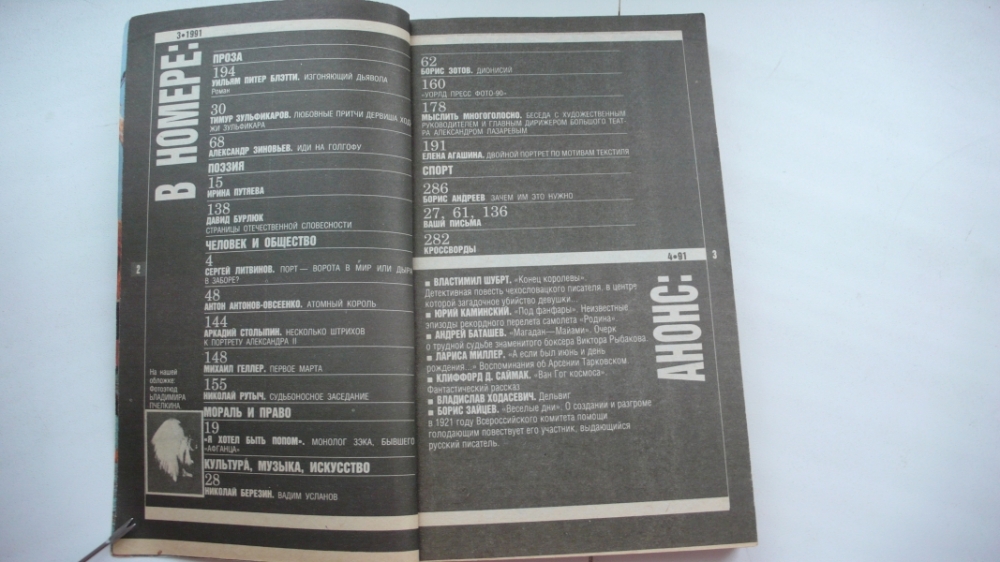 3•1991
В НОМЕРЕ:
ПРОЗА
194
УИЛЬЯМ ПИТЕР БЛЭТТИ. ИЗГОНЯЮЩИЙ ДЬЯВОЛА
Роман
30
ТИМУР ЗУЛЬФИКАРОВ. ЛЮБОВНЫЕ ПРИТЧИ ДЕРВИША ХОД-
ЖИ ЗУЛЬФИКАРА
68
АЛЕКСАНДР ЗИНОВЬЕВ. ИДИ НА ГОЛГОФУ
ПОЭЗИЯ
15
ИРИНА ПУТЯЕВА
138
ДАВИД БУРЛЮК
СТРАНИЦЫ ОТЕЧЕСТВЕННОЙ СЛОВЕСНОСТИ
ЧЕЛОВЕК И ОБЩЕСТВО
4
СЕРГЕЙ ЛИТВИНОВ. ПОРТ — ВОРОТА В МИР ИЛИ ДЫРА
В ЗАБОРЕ?
48
АНТОН АНТОНОВ-ОВСЕЕНКО. АТОМНЫЙ КОРОЛЬ
144
АРКАДИЙ СТОЛЫПИН. НЕСКОЛЬКО ШТРИХОВ
К ПОРТРЕТУ АЛЕКСАНДРА II
148
МИХАИЛ ГЕЛЛЕР. ПЕРВОЕ МАРТА
155
НИКОЛАЙ РУТЫЧ. СУДЬБОНОСНОЕ ЗАСЕДАНИЕ
МОРАЛЬ И ПРАВО
19
«Я ХОТЕЛ БЫТЬ ПОПОМ». МОНОЛОГ ЗЭКА, БЫВШЕГО
«АФГАНЦА»
КУЛЬТУРА, МУЗЫКА, ИСКУССТВО
28
НИКОЛАЙ БЕРЕЗИН. ВАДИМ УСЛАНОВ
На нашей
обложке:
Фотоэтюд
ВЛАДИМИРА
ПЧЕЛКИНА
2
62
БОРИС ЗОТОВ. ДИОНИСИЙ
160
«УОРЛД ПРЕСС ФОТО-90»
178
МЫСЛИТЬ МНОГОГОЛОСНО. БЕСЕДА С ХУДОЖЕСТВЕННЫМ
РУКОВОДИТЕЛЕМ И ГЛАВНЫМ ДИРИЖЕРОМ БОЛЬШОГО ТЕАТ-
РА АЛЕКСАНДРОМ ЛАЗАРЕВЫМ
191
ЕЛЕНА АГАШИНА. ДВОЙНОЙ ПОРТРЕТ ПО МОТИВАМ ТЕКСТИЛЯ
СПОРТ
286
БОРИС АНДРЕЕВ ЗАЧЕМ ИМ ЭТО НУЖНО
27, 61, 136
ВАШИ ПИСЬМА
282
КРОССВОРДЫ
4•91
3
АНОНС:
■ ВЛАСТИМИЛ ШУБРТ. «Конец королевы».
Детективная повесть чехословацкого писателя, в центре
которой загадочное убийство девушки...
■ ЮРИЙ КАМИНСКИЙ. «Под фанфары». Неизвестные
эпизоды рекордного перелета самолета «Родина».
■ АНДРЕЙ БАТАШЕВ. «Магадан—Майами». Очерк
о трудной судьбе знаменитого боксера Виктора Рыбакова.
■ ЛАРИСА МИЛЛЕР. «А если был июнь и день
рождения...» Воспоминания об Арсении Тарковском
■ КЛИФФОРД Д. САЙМАК. «Ван Гог космоса».
Фантастический рассказ
■ ВЛАДИСЛАВ ХОДАСЕВИЧ. Дельвиг
■ БОРИС ЗАЙЦЕВ. «Веселые дни». О создании и разгроме
в 1921 году Всероссийского комитета помощи
голодающим повествует его участник, выдающийся
русский писатель.